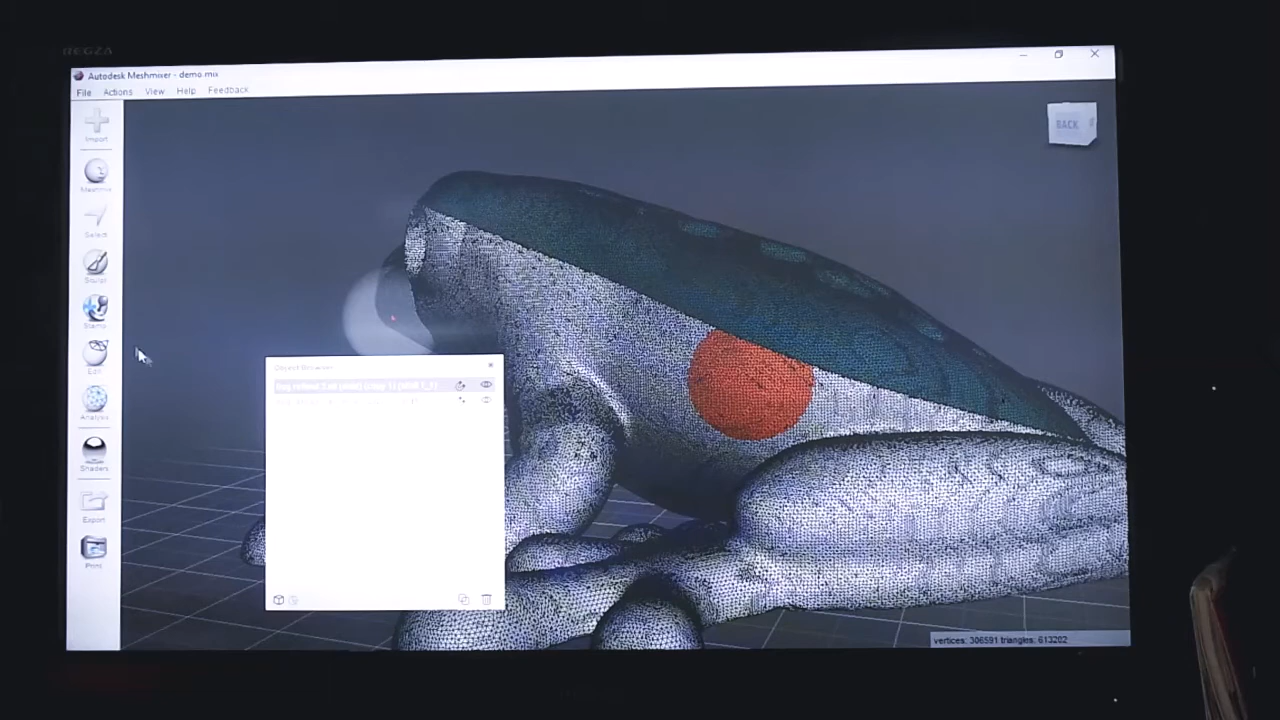 REGZA
Autodesk Meshmixer - demo.mix
File Actions View Help Feedback
BACK
Import
Meshmix
Select
Sculpt
Stamp
Edit
Analysis
Shaders
Export
Print
Object Browser
vertices: 306591 triangles: 613202